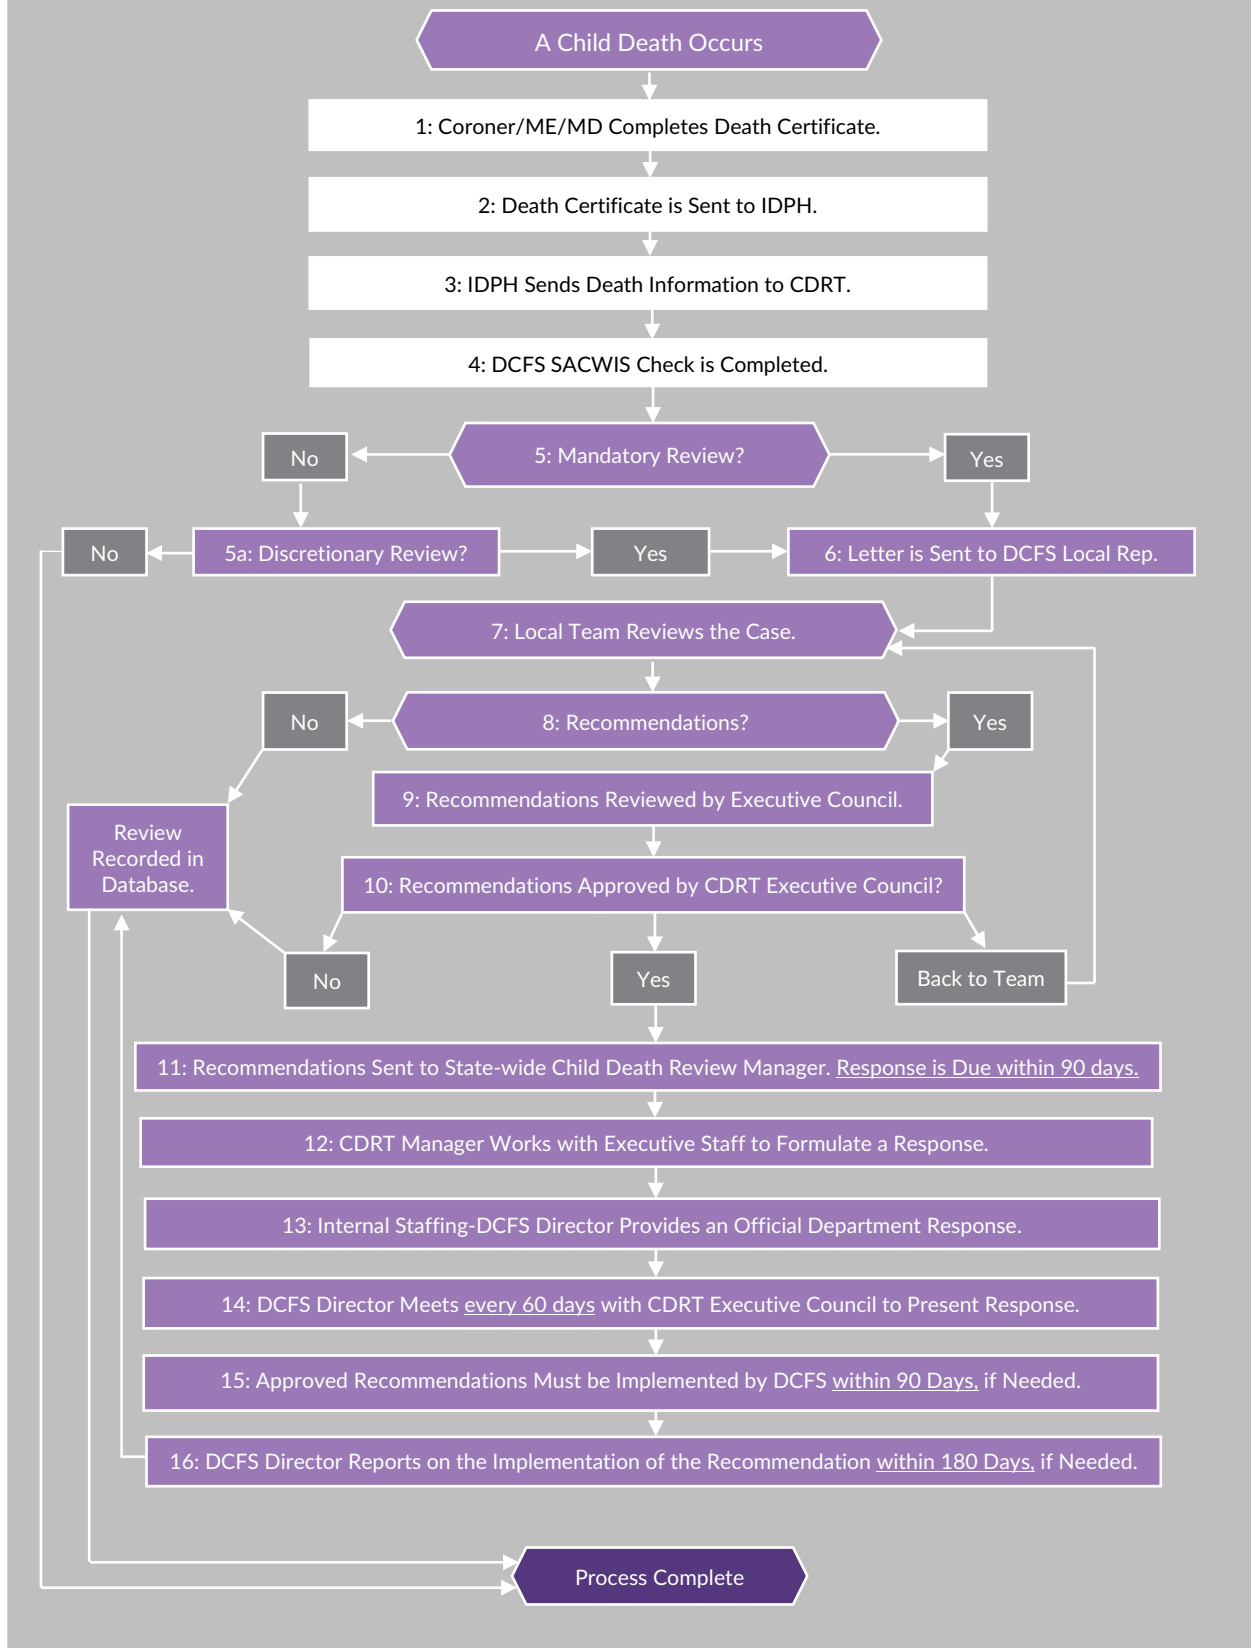 A Child Death Occurs
1: Coroner/ME/MD Completes Death Certificate.
2: Death Certificate is Sent to IDPH.
3: IDPH Sends Death Information to CDRT.
4: DCFS SACWIS Check is Completed.
No
5: Mandatory Review?
Yes
No
5a: Discretionary Review?
Yes
6: Letter is Sent to DCFS Local Rep.
7: Local Team Reviews the Case.
No
8: Recommendations?
Yes
9: Recommendations Reviewed by Executive Council.
Review
Recorded in
Database.
10: Recommendations Approved by CDRT Executive Council?
No
Yes
Back to Team
11: Recommendations Sent to State-wide Child Death Review Manager. Response is Due within 90 days.
12: CDRT Manager Works with Executive Staff to Formulate a Response.
13: Internal Staffing-DCFS Director Provides an Official Department Response.
14: DCFS Director Meets every 60 days with CDRT Executive Council to Present Response.
15: Approved Recommendations Must be Implemented by DCFS within 90 Days, if Needed.
16: DCFS Director Reports on the Implementation of the Recommendation within 180 Days, if Needed.
Process Complete